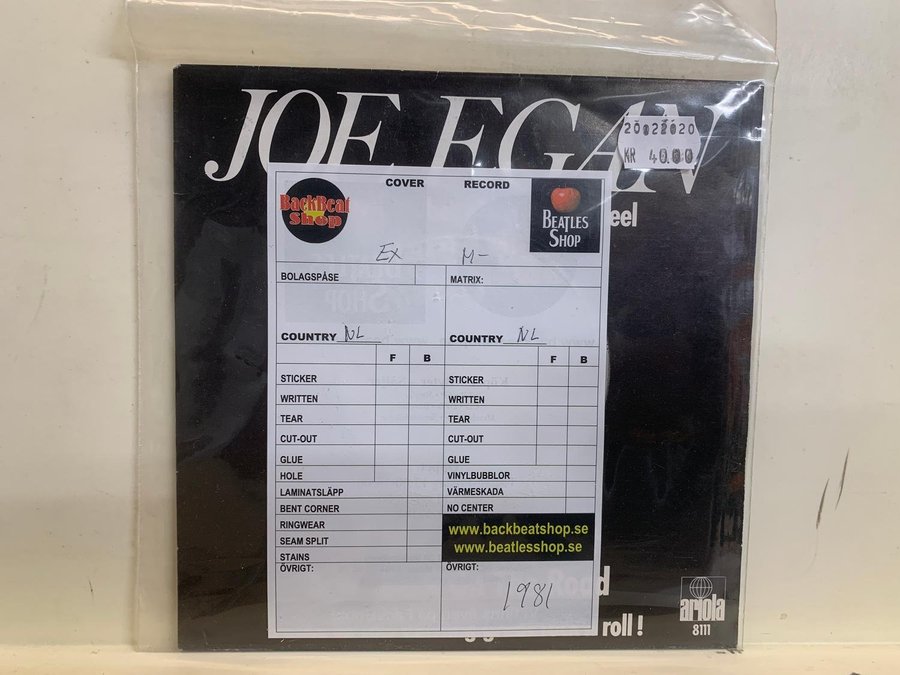 JOE EGAN
20022020
KR 40.00
eel
COVER RECORD
BackBeat Shop
BEATLES SHOP
Ex M-
BOLAGSPÅSE MATRIX:
COUNTRY NL COUNTRY NL
F B F B
STICKER STICKER
WRITTEN WRITTEN
TEAR TEAR
CUT-OUT CUT-OUT
GLUE GLUE
HOLE VINYLBUBBLOR
LAMINATSLÄPP VÄRMESKADA
BENT CORNER NO CENTER
RINGWEAR
SEAM SPLIT
STAINS
www.backbeatshop.se
www.beatlesshop.se
ÖVRIGT: ÖVRIGT:
1981
d
roll!
ariola
8111